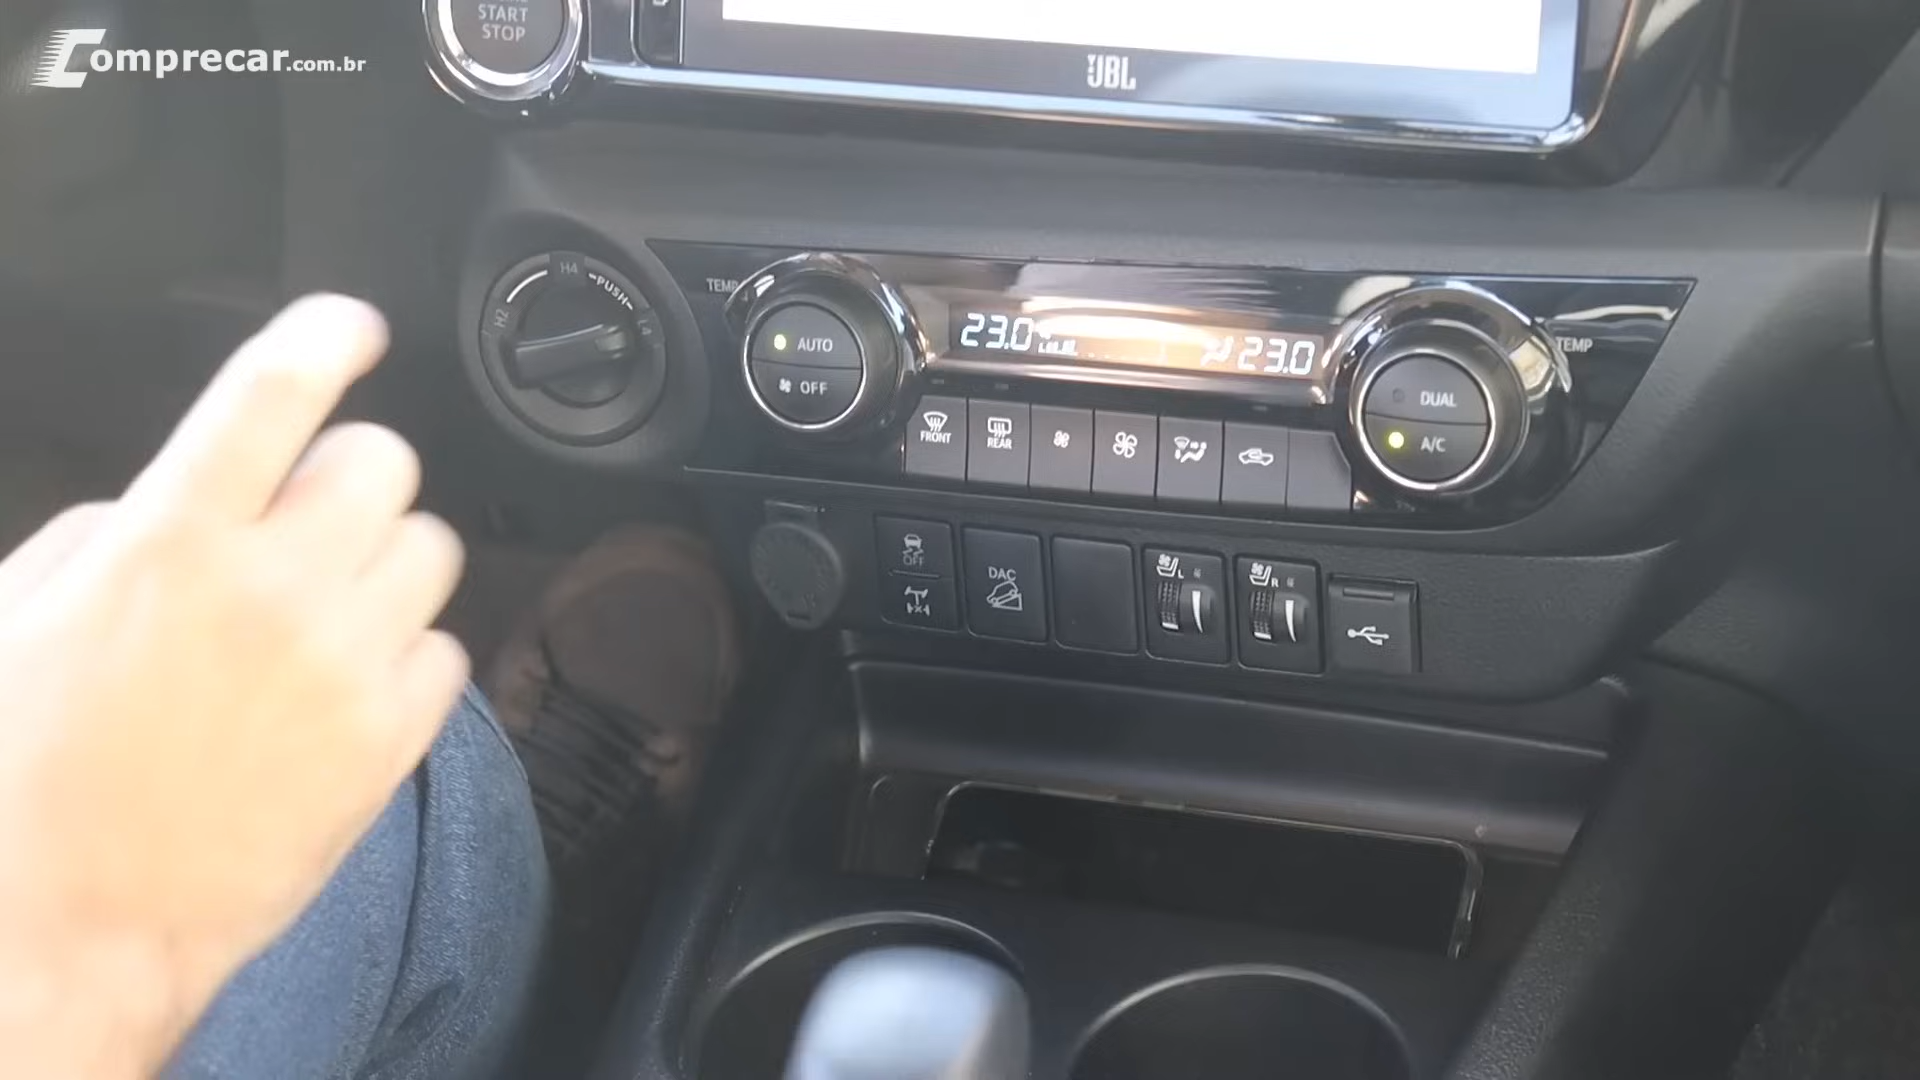 START
STOP
Comprecar.com.br
JBL
H4
PUSH
H2
L4
TEMP
AUTO
OFF
23.0
23.0
TEMP
DUAL
A/C
FRONT
REAR
OFF
DAC
L
R